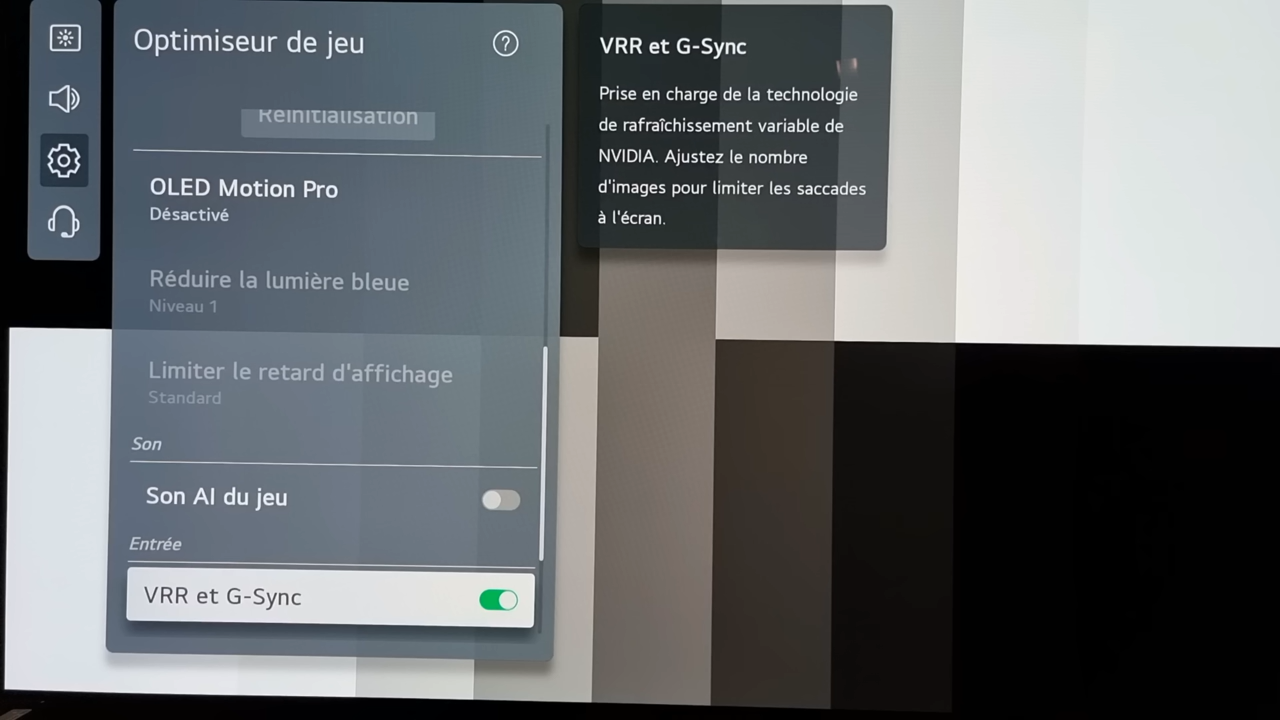 Optimiseur de jeu
?
Réinitialisation
OLED Motion Pro
Désactivé
Réduire la lumière bleue
Niveau 1
Limiter le retard d'affichage
Standard
Son
Son AI du jeu
Entrée
VRR et G-Sync
VRR et G-Sync
Prise en charge de la technologie
de rafraîchissement variable de
NVIDIA. Ajustez le nombre
d'images pour limiter les saccades
à l'écran.